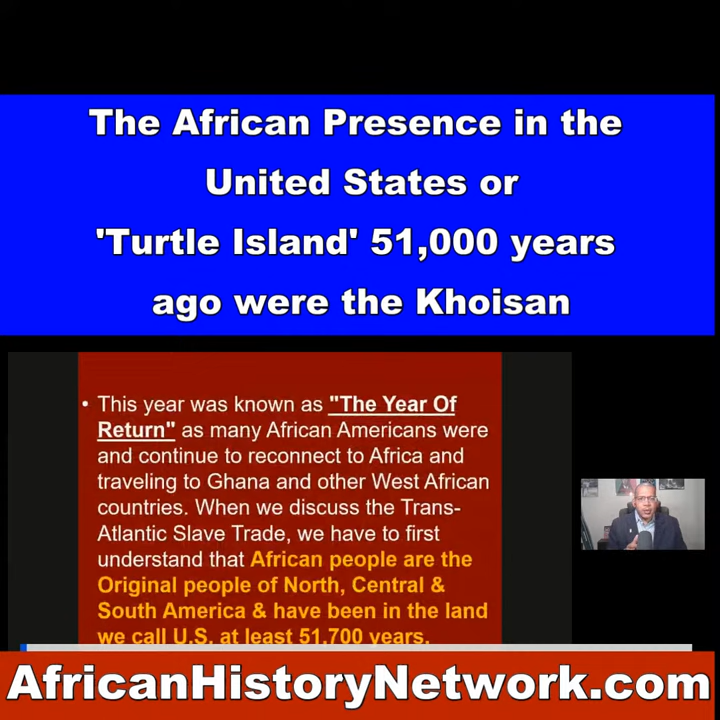 The African Presence in the
United States or
'Turtle Island' 51,000 years
ago were the Khoisan
• This year was known as "The Year Of
Return" as many African Americans were
and continue to reconnect to Africa and
traveling to Ghana and other West African
countries. When we discuss the Trans-
Atlantic Slave Trade, we have to first
understand that African people are the
Original people of North, Central &
South America & have been in the land
we call U.S. at least 51,700 years.
AfricanHistoryNetwork.com